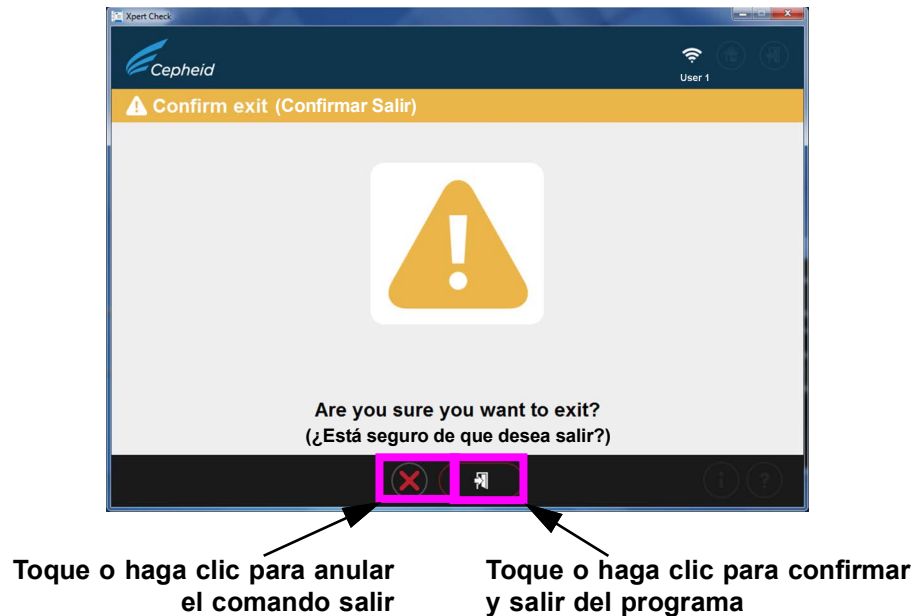 Xpert Check
Cepheid
User 1
Confirm exit (Confirmar Salir)
Are you sure you want to exit?
(¿Está seguro de que desea salir?)
Toque o haga clic para anular
el comando salir
Toque o haga clic para confirmar
y salir del programa